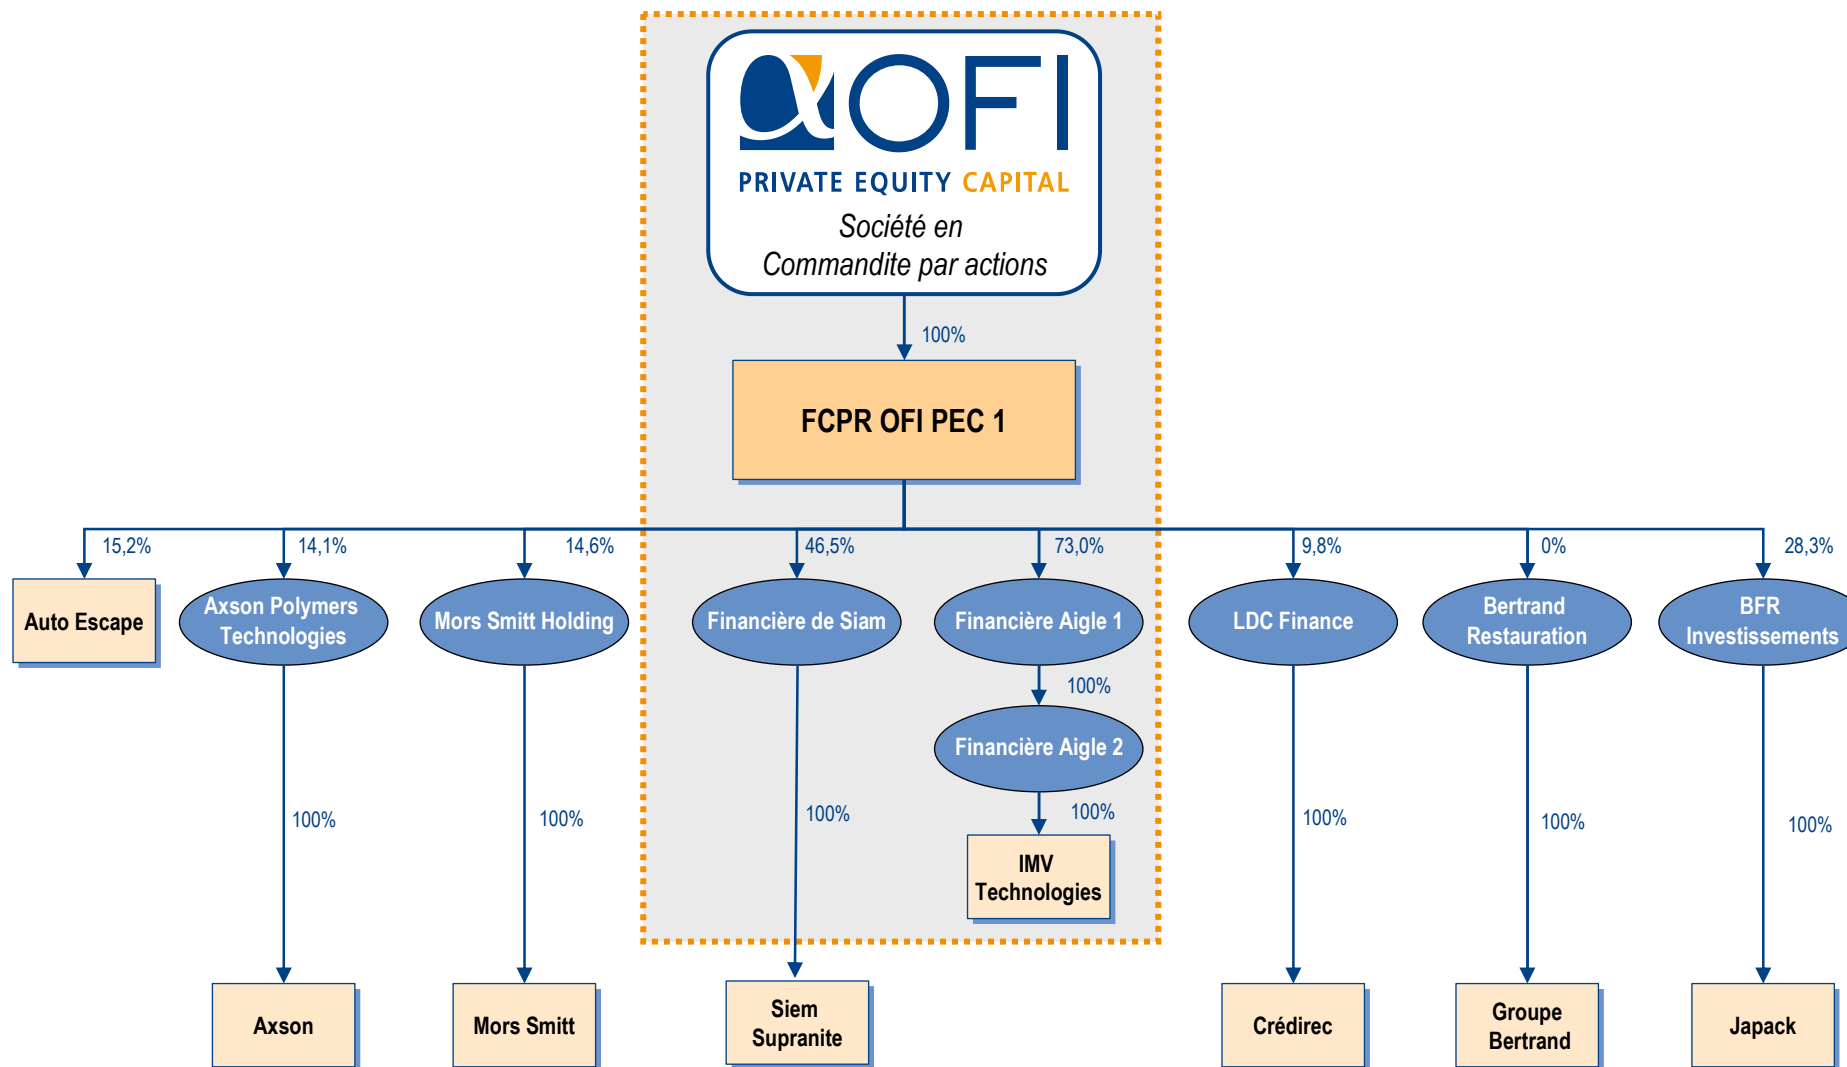 OFI
PRIVATE EQUITY CAPITAL
Société en
Commandite par actions
100%
FCPR OFI PEC 1
15,2%
14,1%
14,6%
46,5%
73,0%
9,8%
0%
28,3%
Auto Escape
Axson Polymers
Technologies
Mors Smitt Holding
Financière de Siam
Financière Aigle 1
LDC Finance
Bertrand
Restauration
BFR
Investissements
100%
Financière Aigle 2
100%
100%
100%
100%
100%
100%
100%
IMV
Technologies
Axson
Mors Smitt
Siem
Supranite
Crédirec
Groupe
Bertrand
Japack